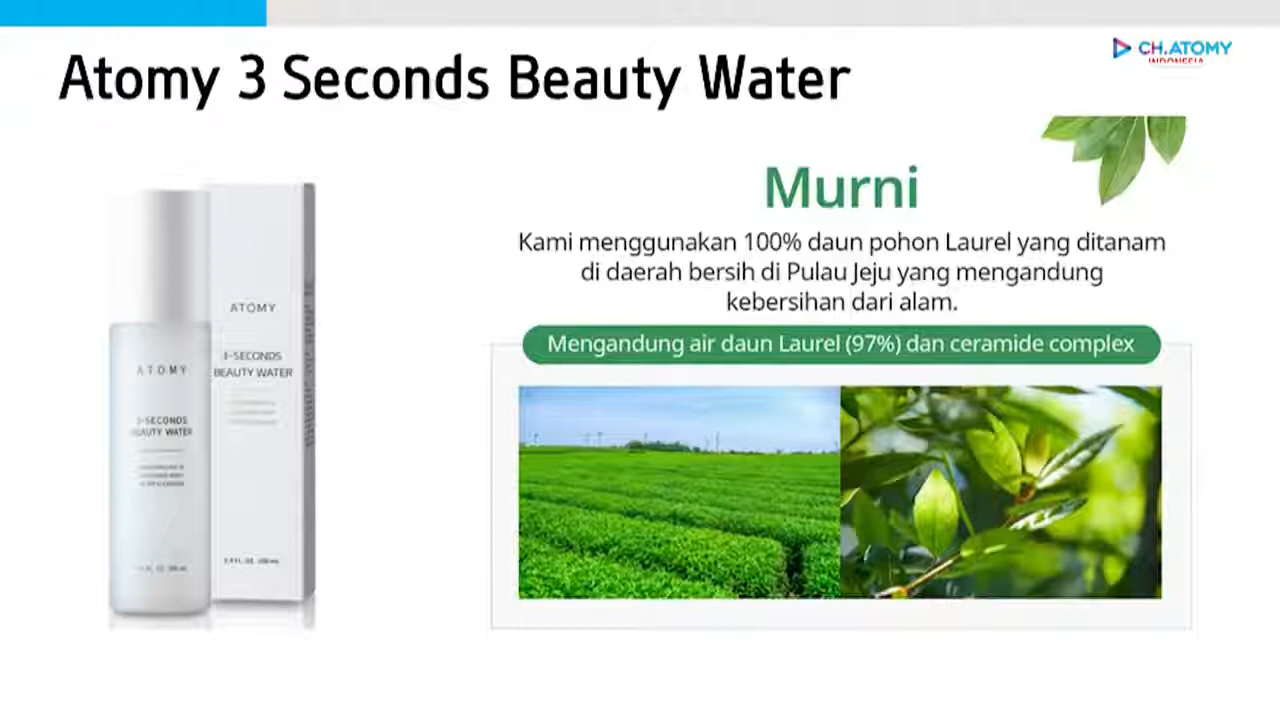 Atomy 3 Seconds Beauty Water
CH.ATOMY
INDONESIA
Murni
Kami menggunakan 100% daun pohon Laurel yang ditanam
di daerah bersih di Pulau Jeju yang mengandung
kebersihan dari alam.
Mengandung air daun Laurel (97%) dan ceramide complex
ATOMY
3-SECONDS
BEAUTY WATER
ATOMY
3-SECONDS
BEAUTY WATER